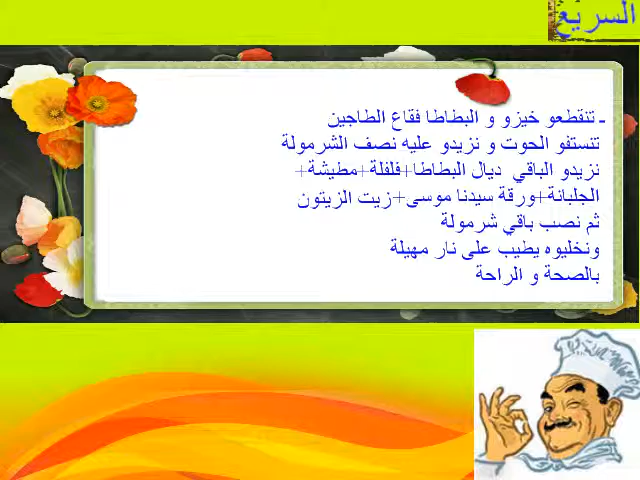 السريع
- تنقطعو خيزو و البطاطا فقاع الطاجين
تنستفو الحوت و نزيدو عليه نصف الشرمولة
نزيدو الباقي ديال البطاطا+فلفلة+مطيشة+
الجلبانة+ورقة سيدنا موسى+زيت الزيتون
ثم نصب باقي شرمولة
ونخليوه يطيب على نار مهيلة
بالصحة و الراحة